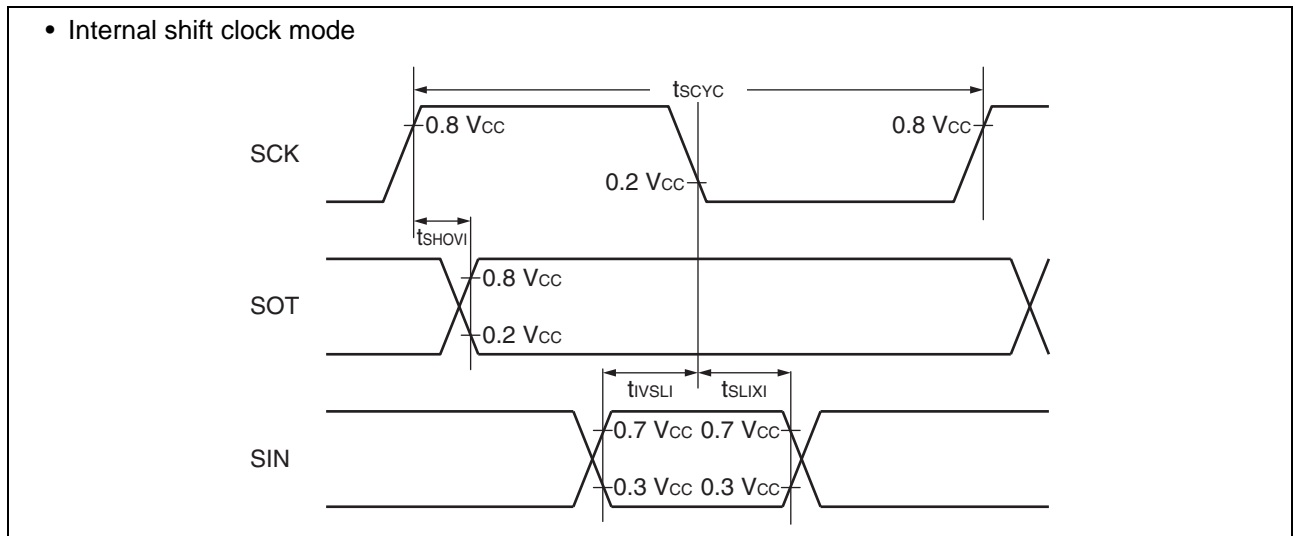 • Internal shift clock mode
tSCYC
SCK
0.8 VCC
0.8 VCC
0.2 VCC
tSHOVI
SOT
0.8 VCC
0.2 VCC
tIVSLI
tSLIXI
SIN
0.7 VCC 0.7 VCC
0.3 VCC 0.3 VCC